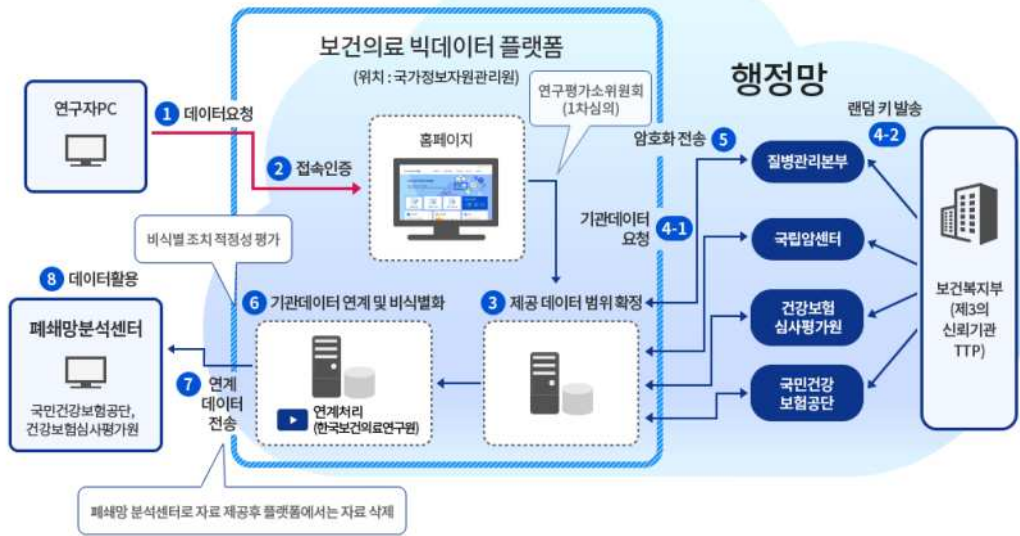 보건의료 빅데이터 플랫폼
(위치 : 국가정보자원관리원)
행정망
연구자PC
1 데이터요청
2 접속인증
홈페이지
연구평가소위원회
(1차심의)
암호화 전송 5
랜덤 키 발송
4-2
질병관리본부
기관데이터
요청
4-1
국립암센터
건강보험
심사평가원
국민건강
보험공단
보건복지부
(제3의
신뢰기관
TTP)
비식별 조치 적정성 평가
8 데이터활용
폐쇄망분석센터
국민건강보험공단,
건강보험심사평가원
6 기관데이터 연계 및 비식별화
3 제공 데이터 범위 확정
7 연계
데이터
전송
연계처리
(한국보건의료연구원)
폐쇄망 분석센터로 자료 제공후 플랫폼에서는 자료 삭제